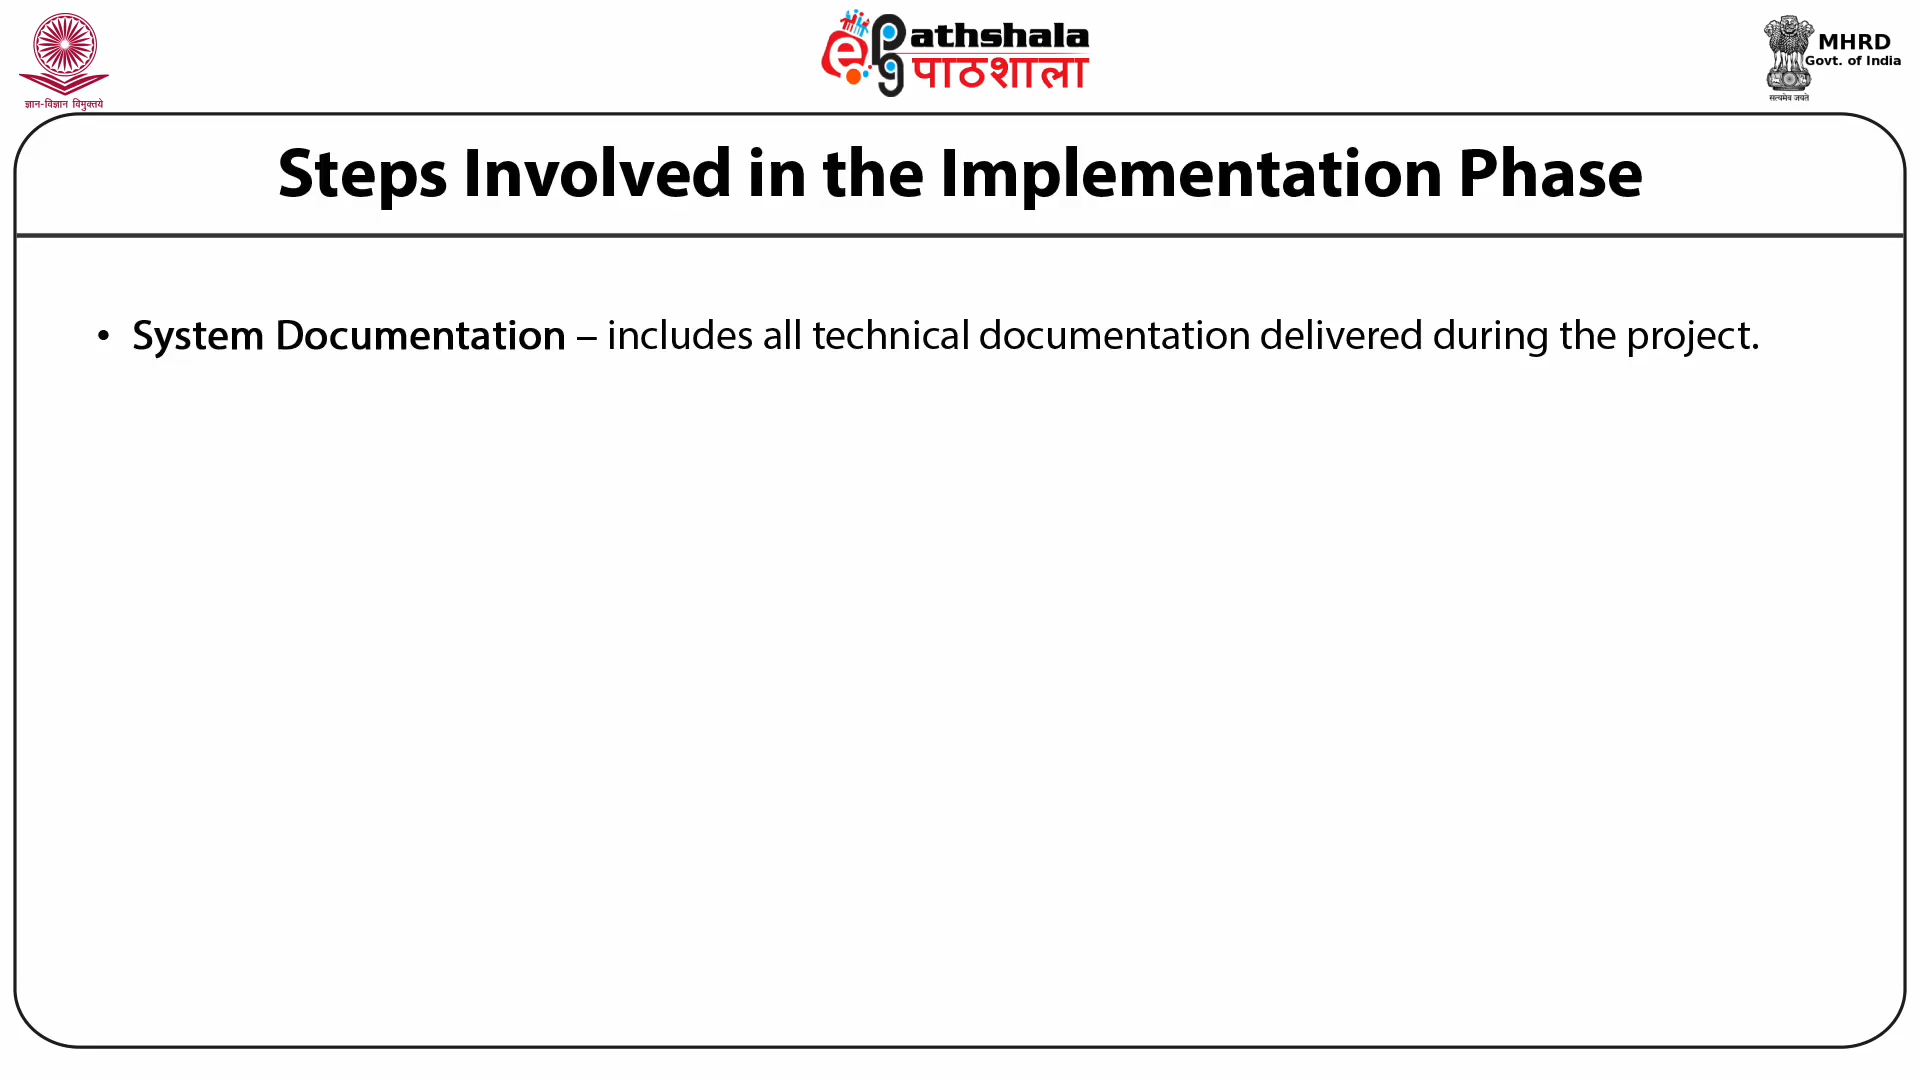 ज्ञान-विज्ञान विमुक्तये
e pg athshala
पाठशाला
MHRD
Govt. of India
सत्यमेव जयते
Steps Involved in the Implementation Phase
• System Documentation – includes all technical documentation delivered during the project.